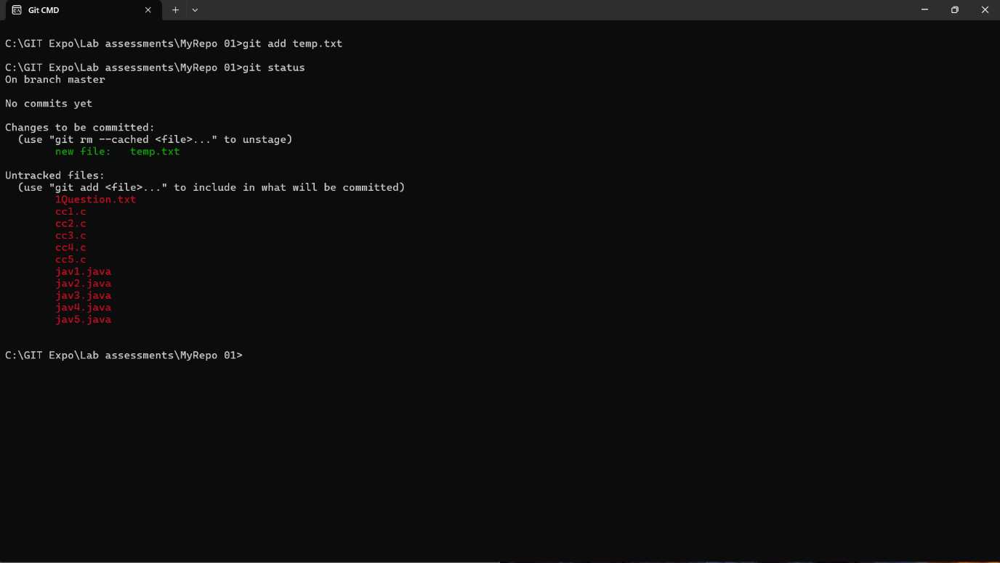 Git CMD
C:\GIT Expo\Lab assessments\MyRepo 01>git add temp.txt
C:\GIT Expo\Lab assessments\MyRepo 01>git status
On branch master
No commits yet
Changes to be committed:
  (use "git rm --cached <file>..." to unstage)
        new file:   temp.txt
Untracked files:
  (use "git add <file>..." to include in what will be committed)
        1Question.txt
        cc1.c
        cc2.c
        cc3.c
        cc4.c
        cc5.c
        jav1.java
        jav2.java
        jav3.java
        jav4.java
        jav5.java
C:\GIT Expo\Lab assessments\MyRepo 01>